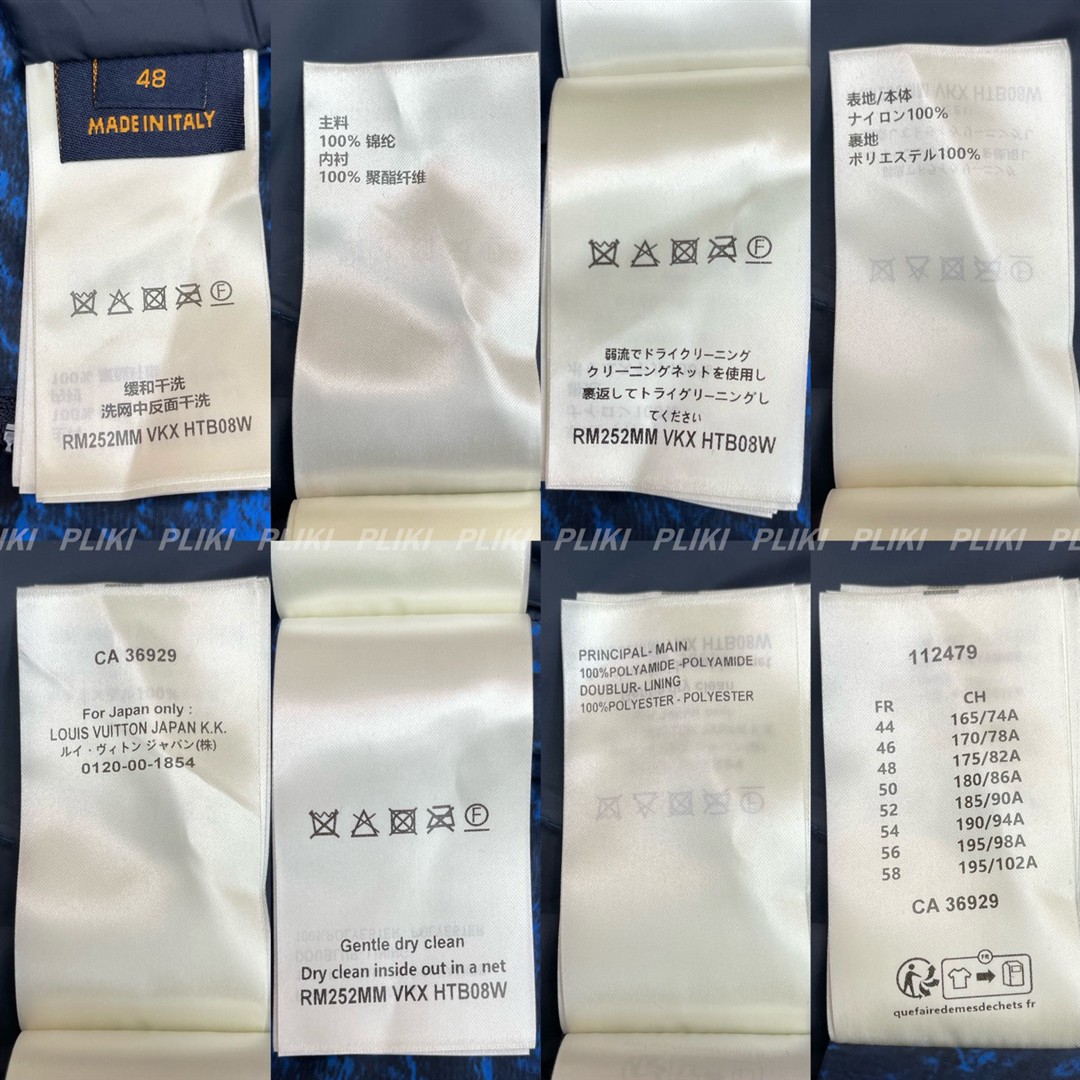 48
MADE IN ITALY
缓和干洗
洗网中反面干洗
RM252MM VKX HTB08W
主料
100% 锦纶
内衬
100% 聚酯纤维
F
弱流でドライクリーニング
クリー二ングネットを使用し
裹返してトライグリーニングし
てください
RM252MM VKX HTB08W
表地/本体
ナイロン100%
裏地
ポリエステル100%
PLIKI PLIKI PLIKI PLIKI PLIKI PLIKI PLIKI PLIKI PLIKI PLIKI
CA 36929
For Japan only :
LOUIS VUITTON JAPAN K.K.
ルイ・ヴィトン ジャパン(株)
0120-00-1854
F
Gentle dry clean
Dry clean inside out in a net
RM252MM VKX HTB08W
PRINCIPAL- MAIN
100%POLYAMIDE -POLYAMIDE
DOUBLUR- LINING
100%POLYESTER - POLYESTER
112479
FR CH
44 165/74A
46 170/78A
48 175/82A
50 180/86A
52 185/90A
54 190/94A
56 195/98A
58 195/102A
CA 36929
FR
quefairedemesdechets fr